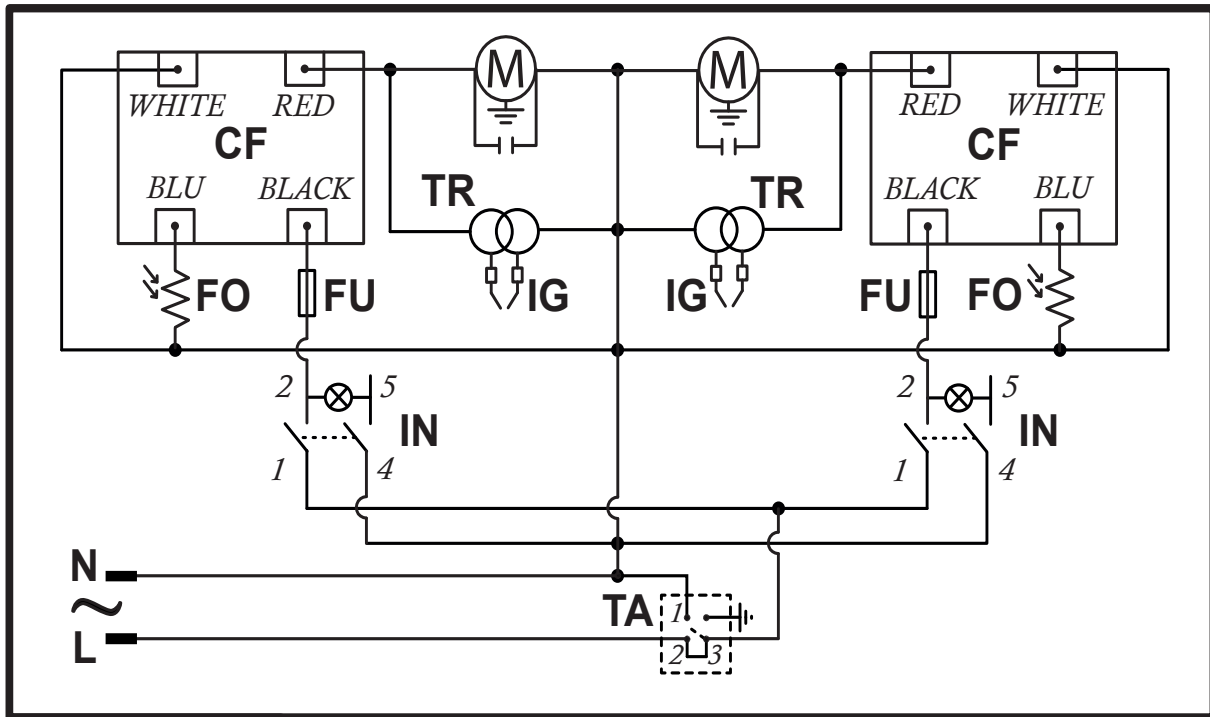 M M
WHITE RED RED WHITE
CF CF
BLU BLACK BLACK BLU
TR TR
FO FU IG IG FU FO
2 5 2 5
IN IN
1 4 1 4
N
~
TA 1
L
2 3